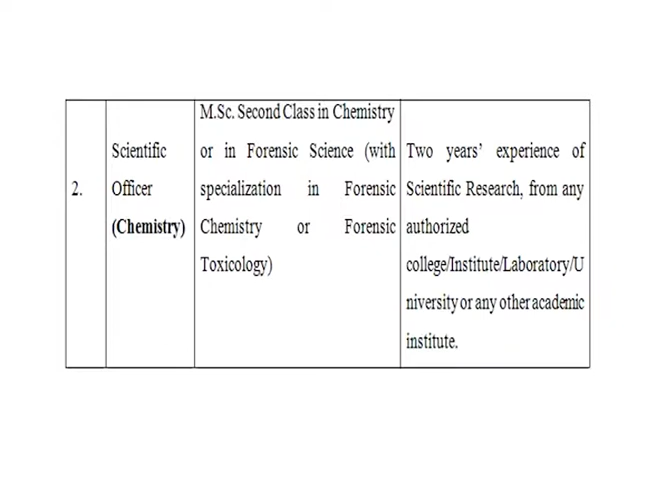 2.
Scientific
Officer
(Chemistry)
M.Sc. Second Class in Chemistry
or in Forensic Science (with
specialization in Forensic
Chemistry or Forensic
Toxicology)
Two years’ experience of
Scientific Research, from any
authorized
college/Institute/Laboratory/U
niversity or any other academic
institute.